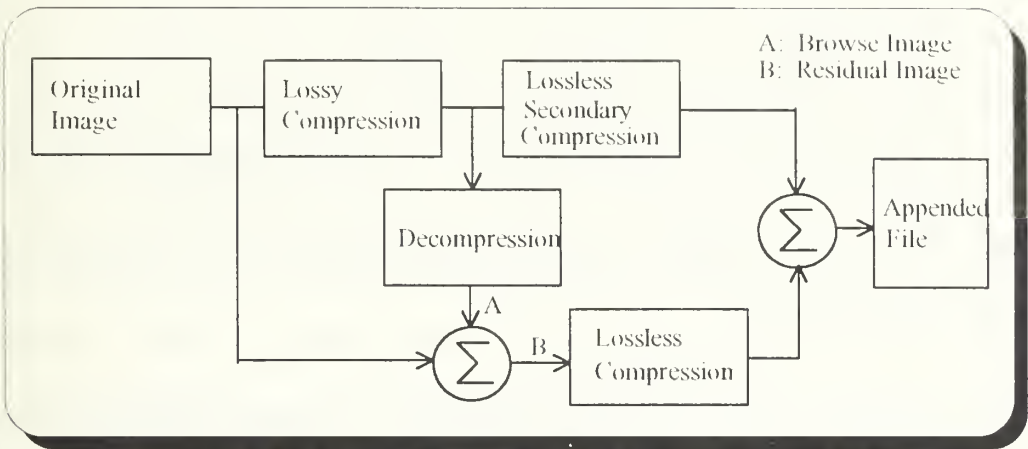 A: Browse Image
B: Residual Image
Original
Image
Lossy
Compression
Lossless
Secondary
Compression
Decompression
A
Σ
B
Lossless
Compression
Σ
Appended
File